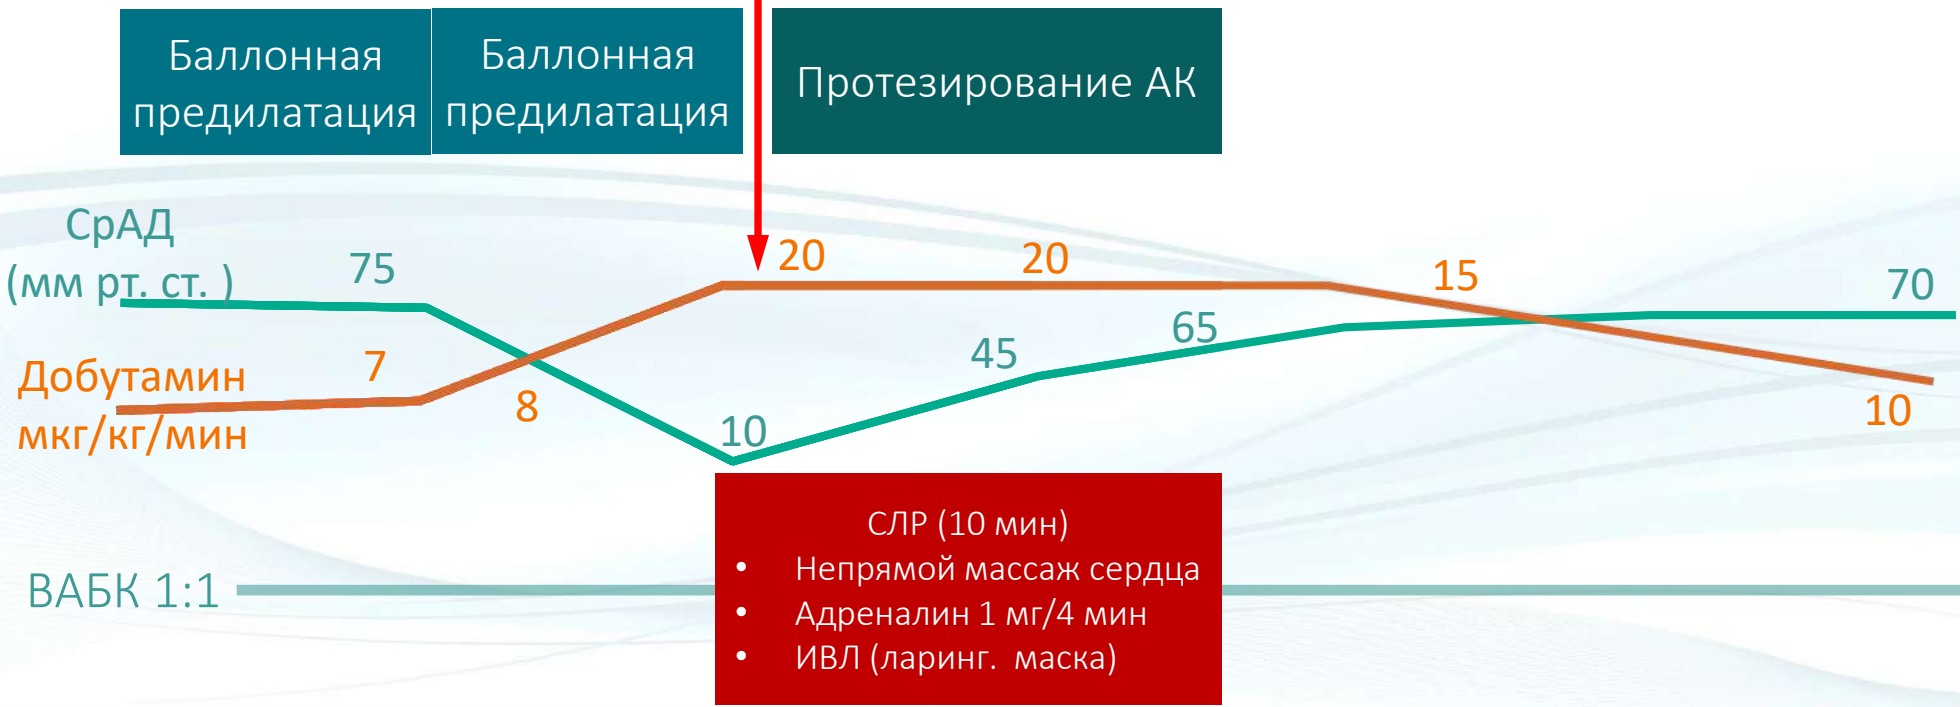 Баллонная
предилатация
Баллонная
предилатация
Протезирование АК
СрАД
(мм рт. ст. )
75
20
20
15
70
45
65
Добутамин
мкг/кг/мин
7
8
10
10
СЛР (10 мин)
• Непрямой массаж сердца
• Адреналин 1 мг/4 мин
• ИВЛ (ларинг. маска)
ВАБК 1:1